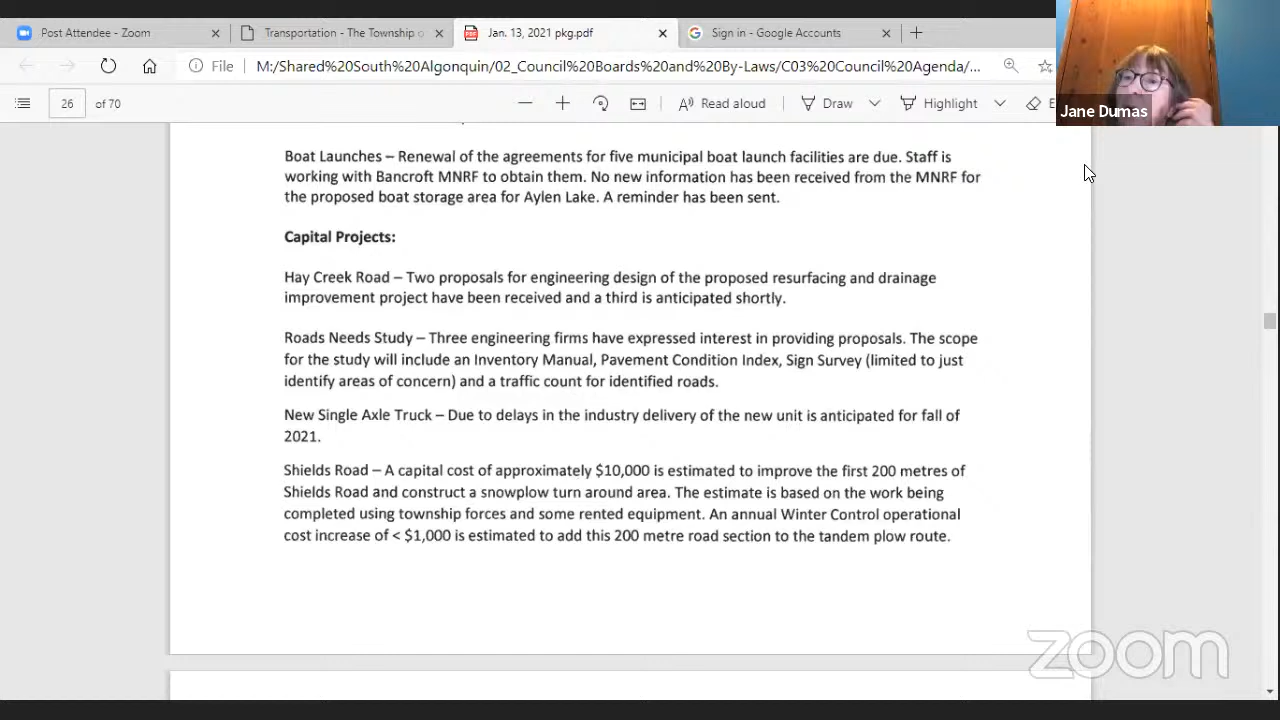 Post Attendee - Zoom
Transportation - The Township o
Jan. 13, 2021 pkg.pdf
Sign in - Google Accounts
File
M:/Shared%20South%20Algonquin/02_Council%20Boards%20and%20By-Laws/C03%20Council%20Agenda/...
26 of 70
Read aloud
Draw
Highlight
Jane Dumas
Boat Launches – Renewal of the agreements for five municipal boat launch facilities are due. Staff is
working with Bancroft MNRF to obtain them. No new information has been received from the MNRF for
the proposed boat storage area for Aylen Lake. A reminder has been sent.
Capital Projects:
Hay Creek Road – Two proposals for engineering design of the proposed resurfacing and drainage
improvement project have been received and a third is anticipated shortly.
Roads Needs Study – Three engineering firms have expressed interest in providing proposals. The scope
for the study will include an Inventory Manual, Pavement Condition Index, Sign Survey (limited to just
identify areas of concern) and a traffic count for identified roads.
New Single Axle Truck – Due to delays in the industry delivery of the new unit is anticipated for fall of
2021.
Shields Road – A capital cost of approximately $10,000 is estimated to improve the first 200 metres of
Shields Road and construct a snowplow turn around area. The estimate is based on the work being
completed using township forces and some rented equipment. An annual Winter Control operational
cost increase of < $1,000 is estimated to add this 200 metre road section to the tandem plow route.
zoom